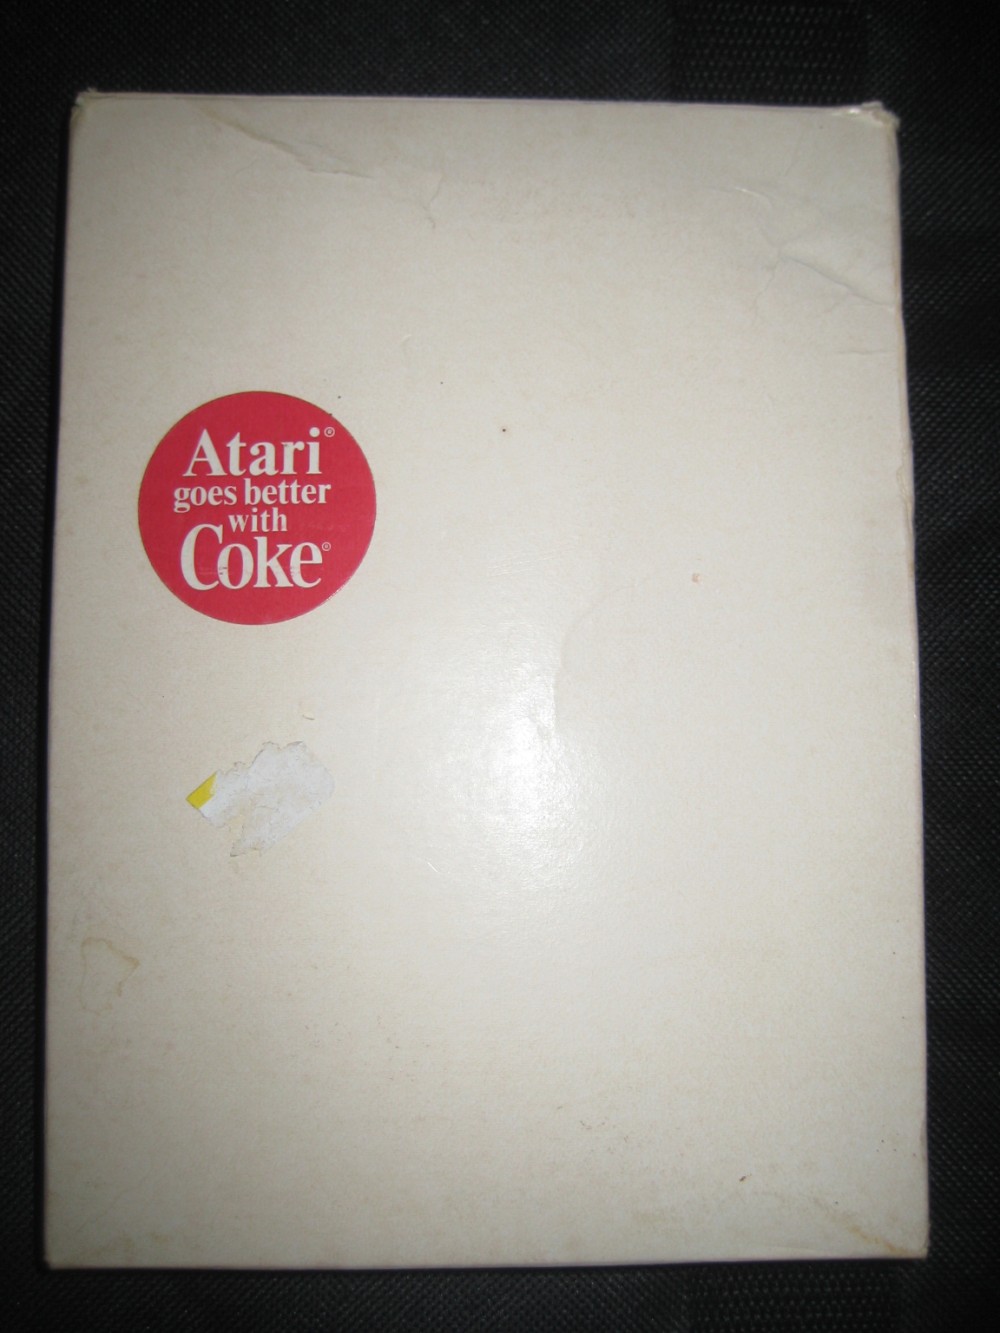 Atari®
goes better
with
Coke®